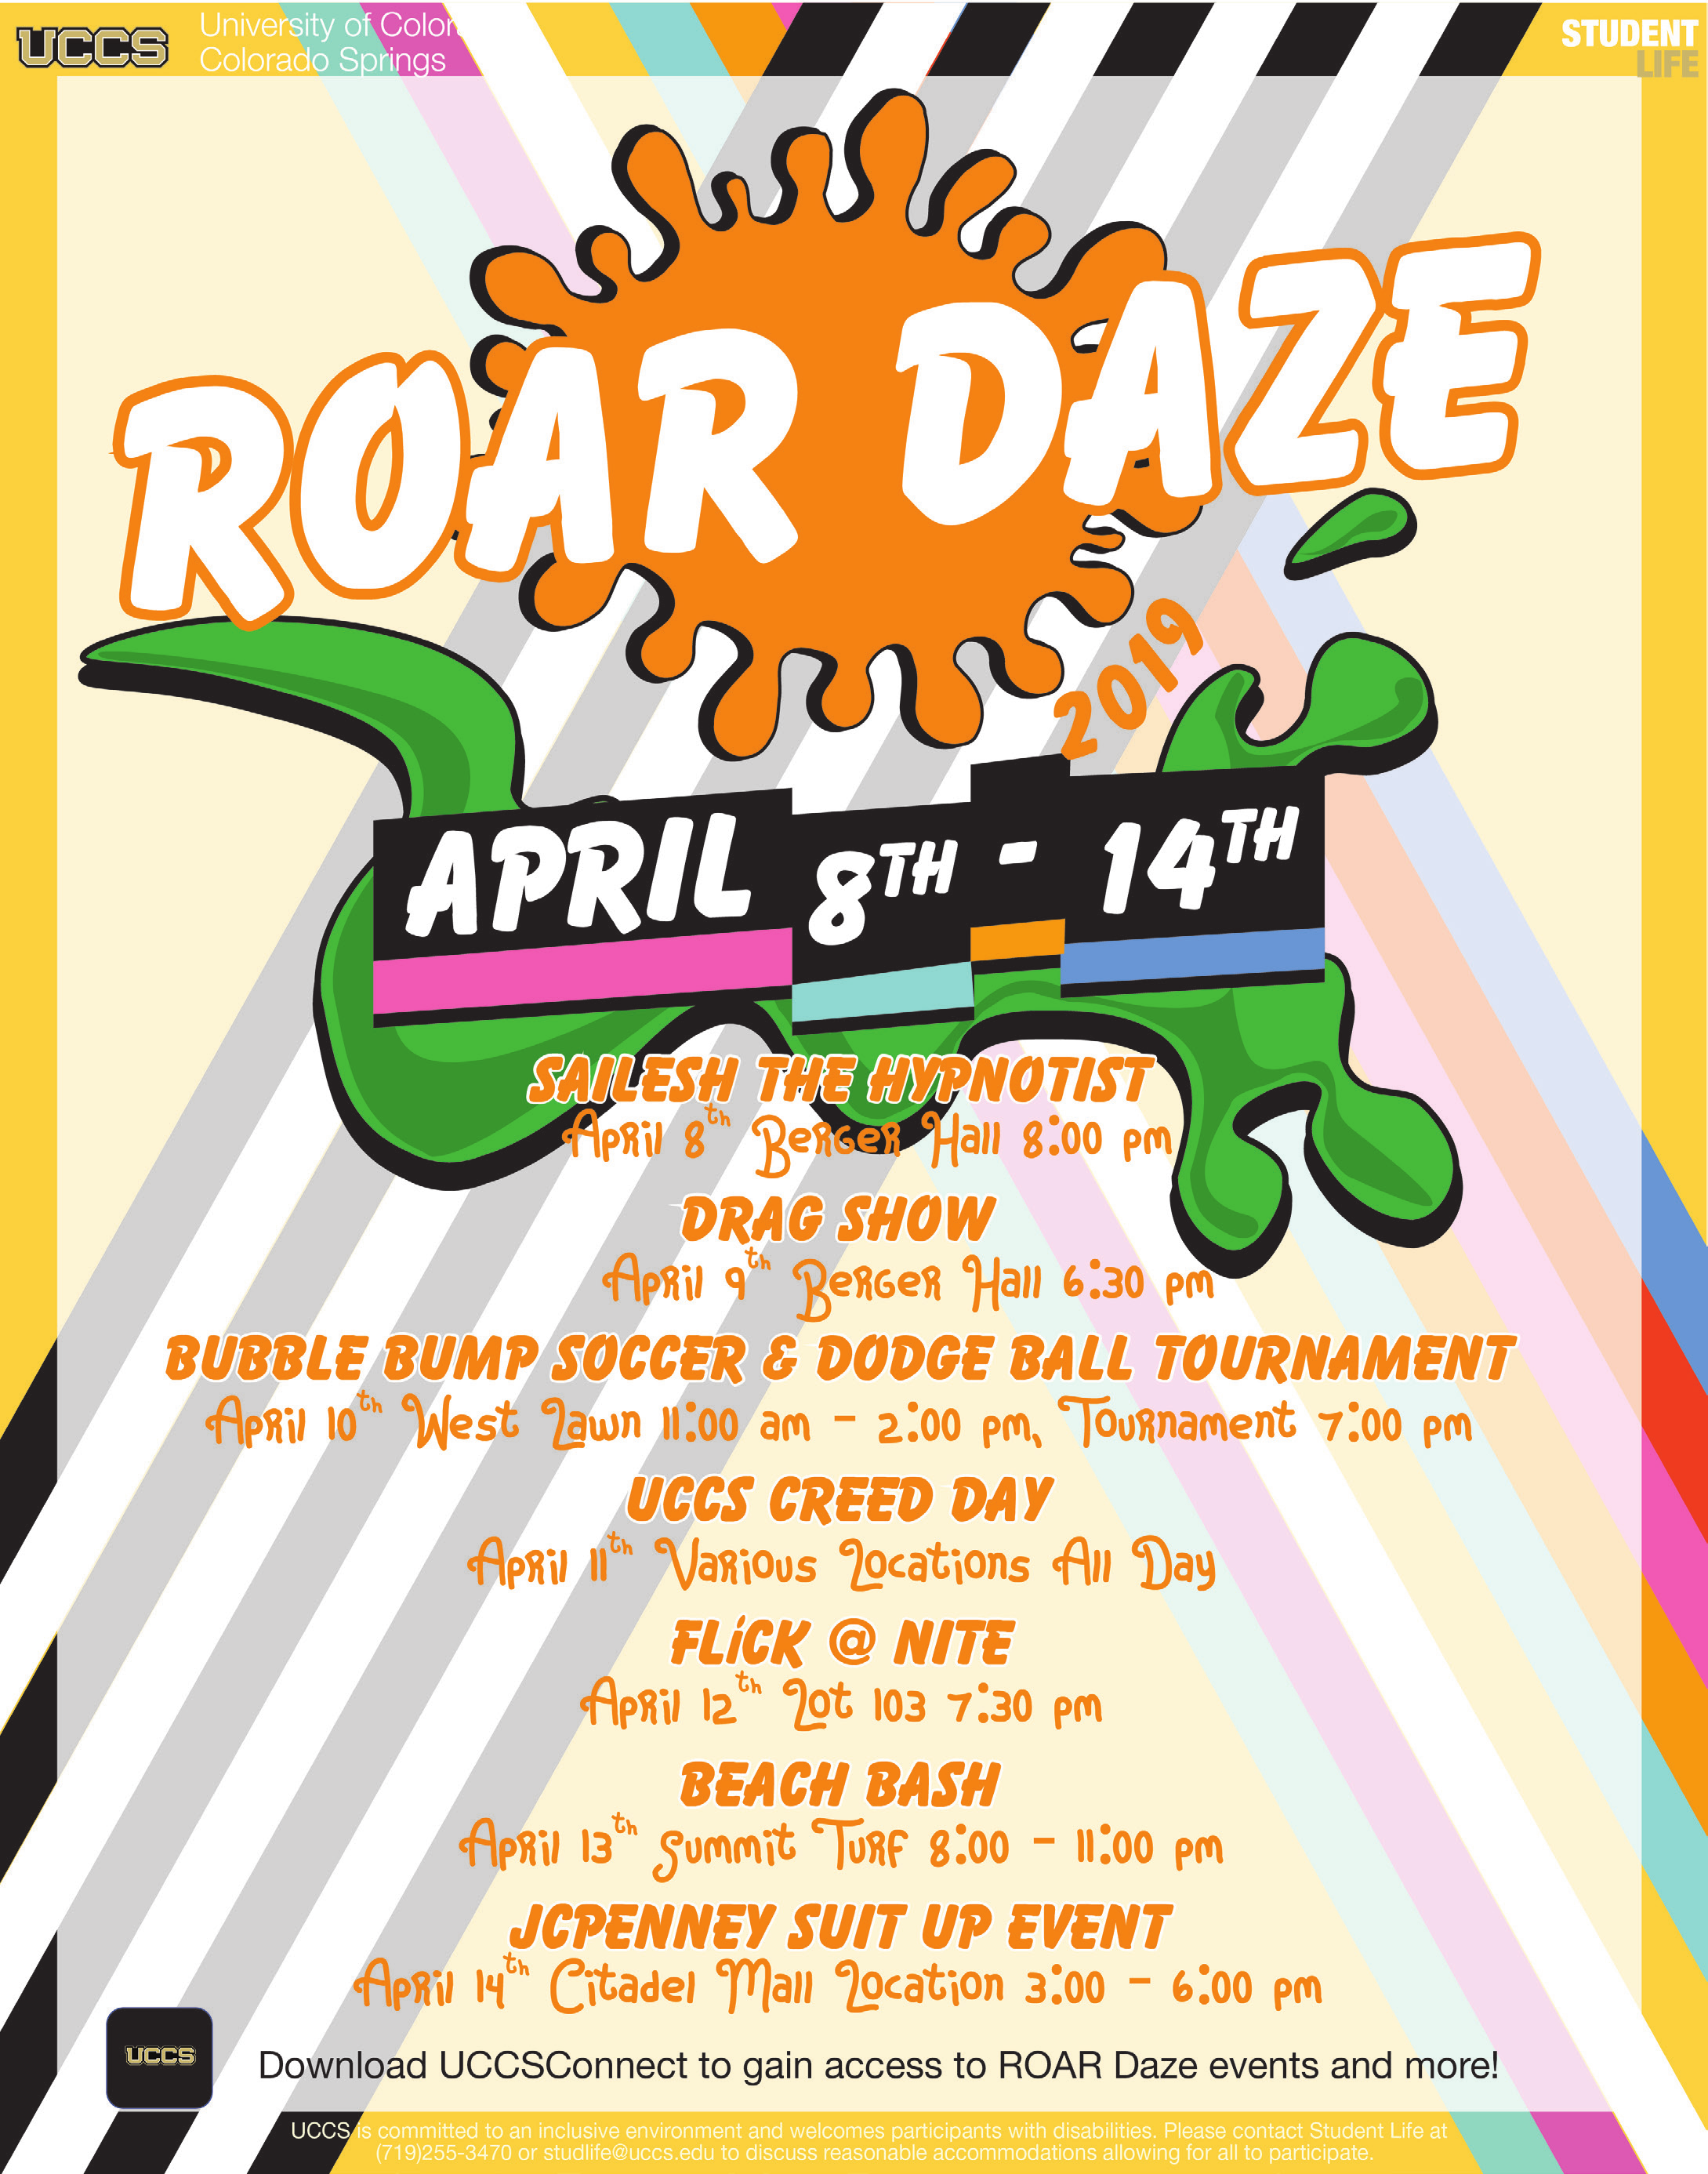 UCCS
University of Color
Colorado Springs
STUDENT
LIFE
ROAR DAZE
2019
APRIL 8TH - 14TH
SAILESH THE HYPNOTIST
April 8th Berger Hall 8:00 pm
DRAG SHOW
April 9th Berger Hall 6:30 pm
BUBBLE BUMP SOCCER & DODGE BALL TOURNAMENT
April 10th West Lawn 11:00 am - 2:00 pm, Tournament 7:00 pm
UCCS CREED DAY
April 11th Various Locations All Day
FLíCK @ NITE
April 12th Lot 103 7:30 pm
BEACH BASH
April 13th Summit Turf 8:00 - 11:00 pm
JCPENNEY SUIT UP EVENT
April 14th Citadel Mall Location 3:00 - 6:00 pm
UCCS
Download UCCSConnect to gain access to ROAR Daze events and more!
UCCS is committed to an inclusive environment and welcomes participants with disabilities. Please contact Student Life at
(719)255-3470 or studlife@uccs.edu to discuss reasonable accommodations allowing for all to participate.